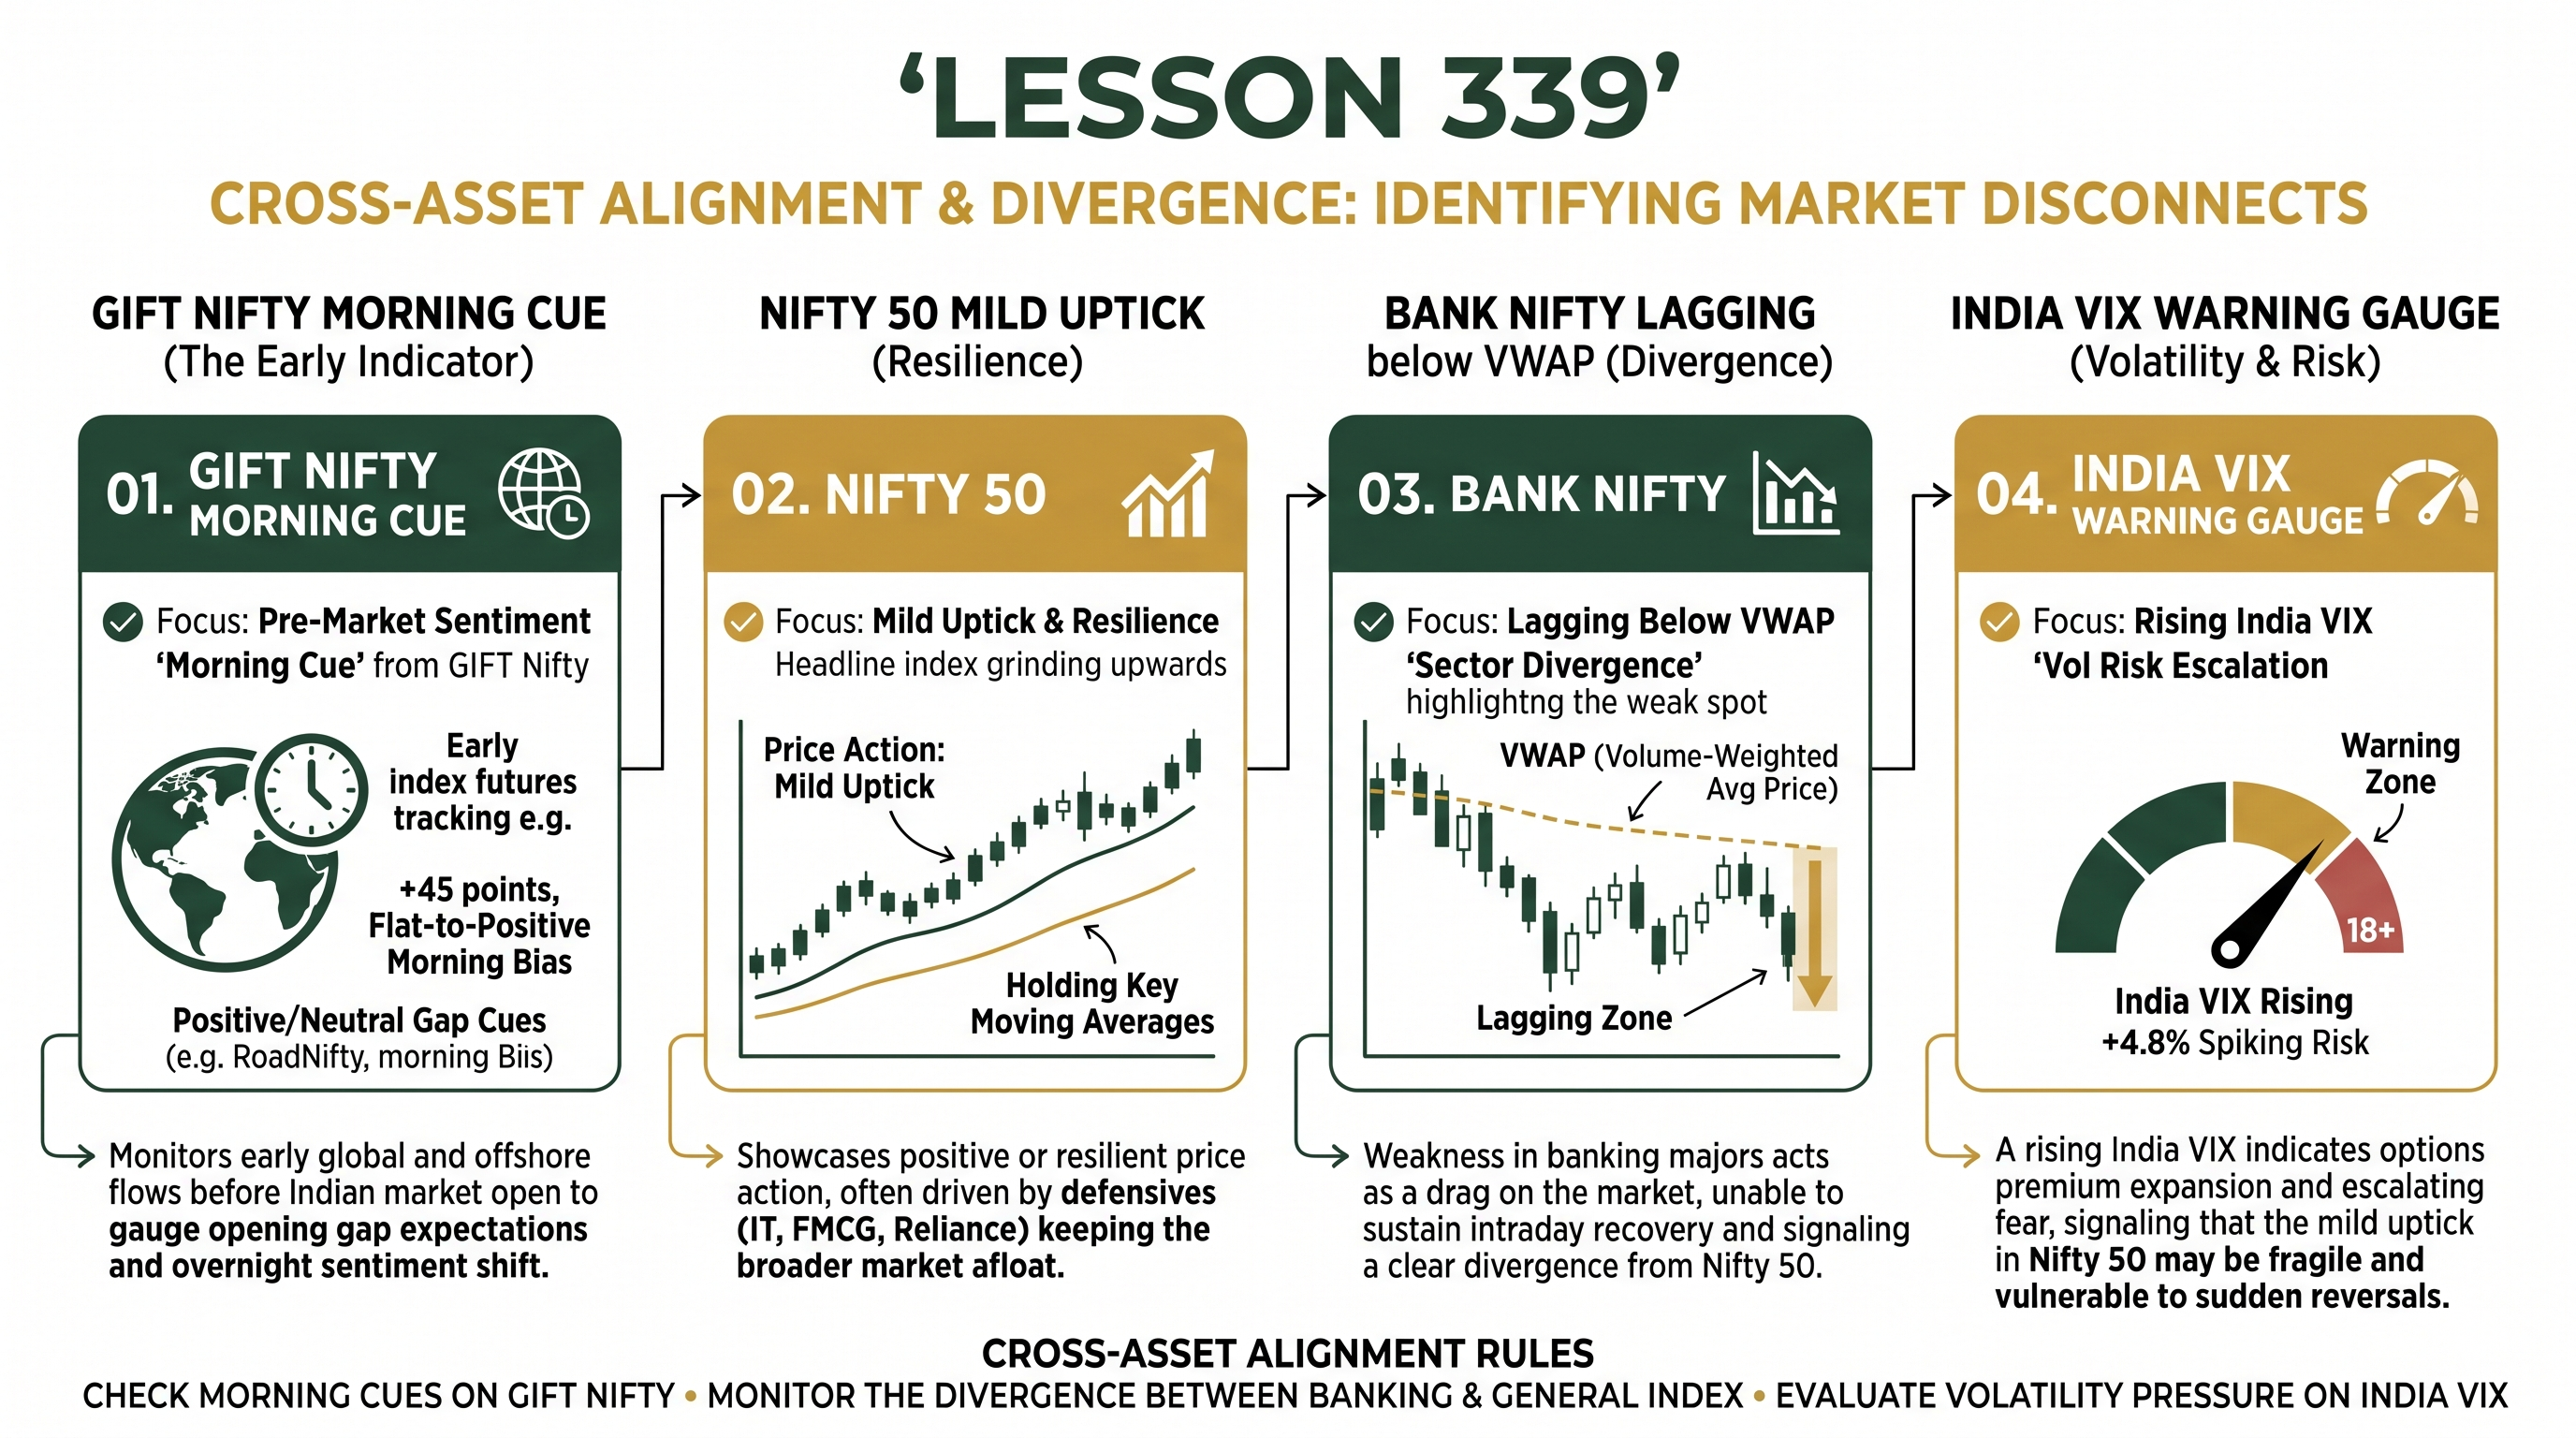 ‘LESSON 339’
CROSS-ASSET ALIGNMENT & DIVERGENCE: IDENTIFYING MARKET DISCONNECTS
GIFT NIFTY MORNING CUE
(The Early Indicator)
01. GIFT NIFTY
MORNING CUE
Focus: Pre-Market Sentiment
‘Morning Cue’ from GIFT Nifty
Early
index futures
tracking e.g.
+45 points,
Flat-to-Positive
Morning Bias
Positive/Neutral Gap Cues
(e.g. RoadNifty, morning Biis)
Monitors early global and offshore
flows before Indian market open to
gauge opening gap expectations
and overnight sentiment shift.
NIFTY 50 MILD UPTICK
(Resilience)
02. NIFTY 50
Focus: Mild Uptick & Resilience
Headline index grinding upwards
Price Action:
Mild Uptick
Holding Key
Moving Averages
Showcases positive or resilient price
action, often driven by defensives
(IT, FMCG, Reliance) keeping the
broader market afloat.
BANK NIFTY LAGGING
below VWAP (Divergence)
03. BANK NIFTY
Focus: Lagging Below VWAP
‘Sector Divergence’
highlightng the weak spot
VWAP (Volume-Weighted
Avg Price)
Lagging Zone
Weakness in banking majors acts
as a drag on the market, unable to
sustain intraday recovery and signaling
a clear divergence from Nifty 50.
INDIA VIX WARNING GAUGE
(Volatility & Risk)
04. INDIA VIX
WARNING GAUGE
Focus: Rising India VIX
‘Vol Risk Escalation
Warning
Zone
18+
India VIX Rising
+4.8% Spiking Risk
A rising India VIX indicates options
premium expansion and escalating
fear, signaling that the mild uptick
in Nifty 50 may be fragile and
vulnerable to sudden reversals.
CROSS-ASSET ALIGNMENT RULES
CHECK MORNING CUES ON GIFT NIFTY • MONITOR THE DIVERGENCE BETWEEN BANKING & GENERAL INDEX • EVALUATE VOLATILITY PRESSURE ON INDIA VIX